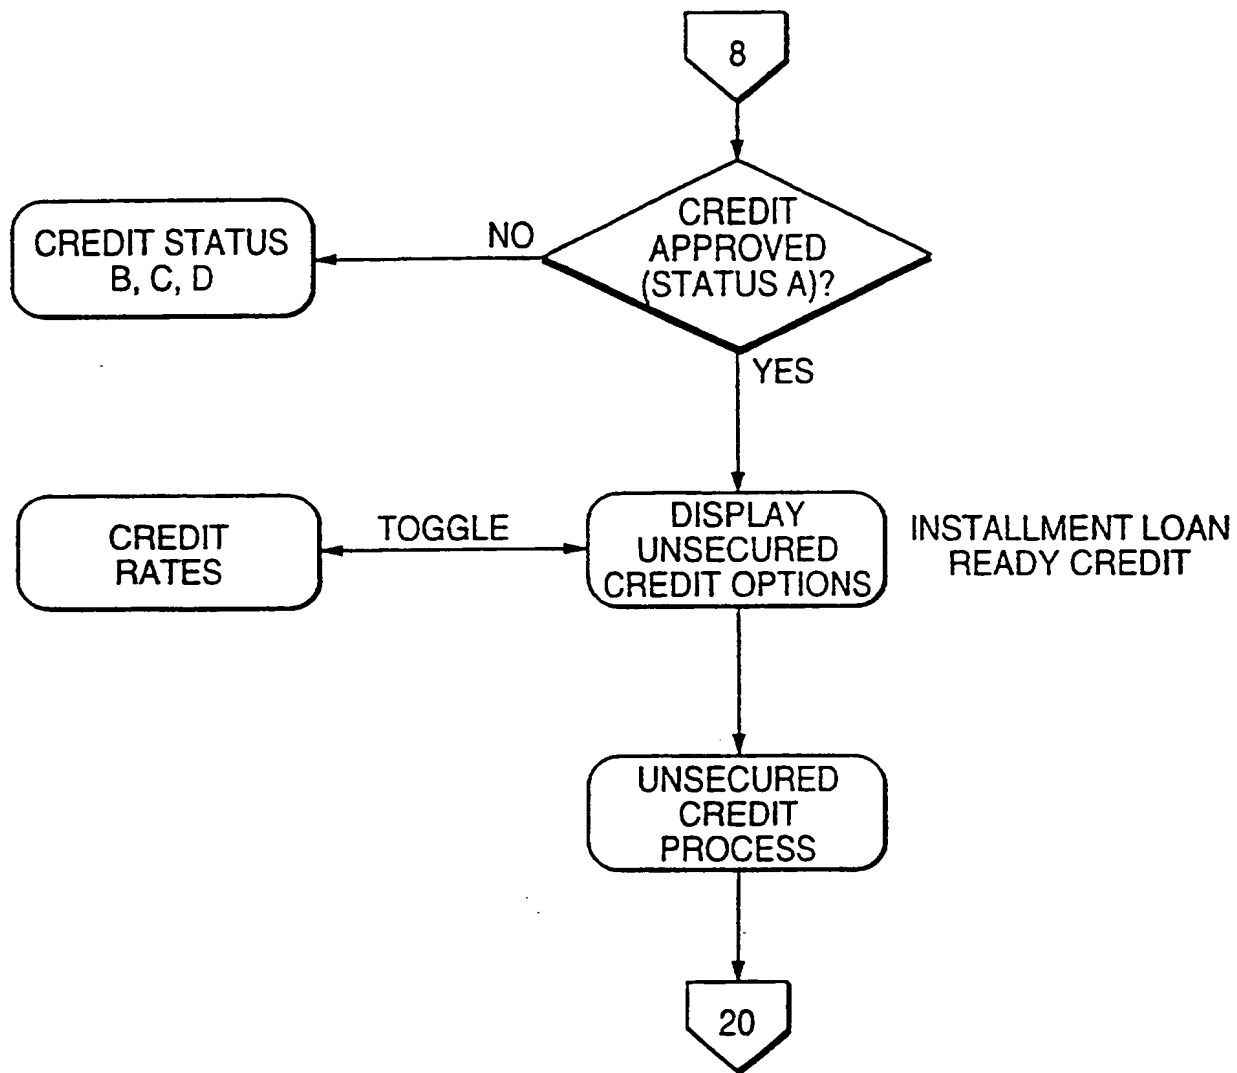 8
CREDIT
APPROVED
(STATUS A)?
NO
CREDIT STATUS
B, C, D
YES
CREDIT
RATES
TOGGLE
DISPLAY
UNSECURED
CREDIT OPTIONS
INSTALLMENT LOAN
READY CREDIT
UNSECURED
CREDIT
PROCESS
20